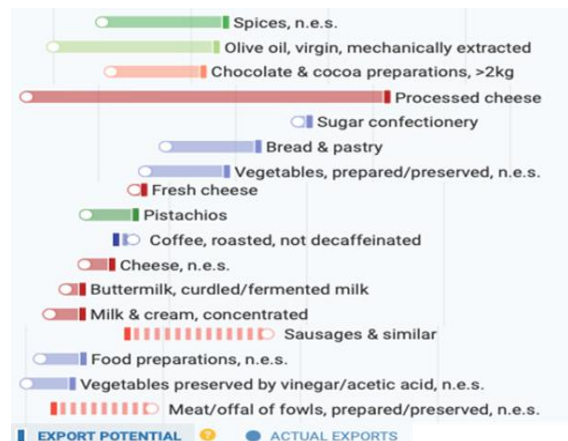 Spices, n.e.s.
Olive oil, virgin, mechanically extracted
Chocolate & cocoa preparations, >2kg
Processed cheese
Sugar confectionery
Bread & pastry
Vegetables, prepared/preserved, n.e.s.
Fresh cheese
Pistachios
Coffee, roasted, not decaffeinated
Cheese, n.e.s.
Buttermilk, curdled/fermented milk
Milk & cream, concentrated
Sausages & similar
Food preparations, n.e.s.
Vegetables preserved by vinegar/acetic acid, n.e.s.
Meat/offal of fowls, prepared/preserved, n.e.s.
EXPORT POTENTIAL ? ACTUAL EXPORTS